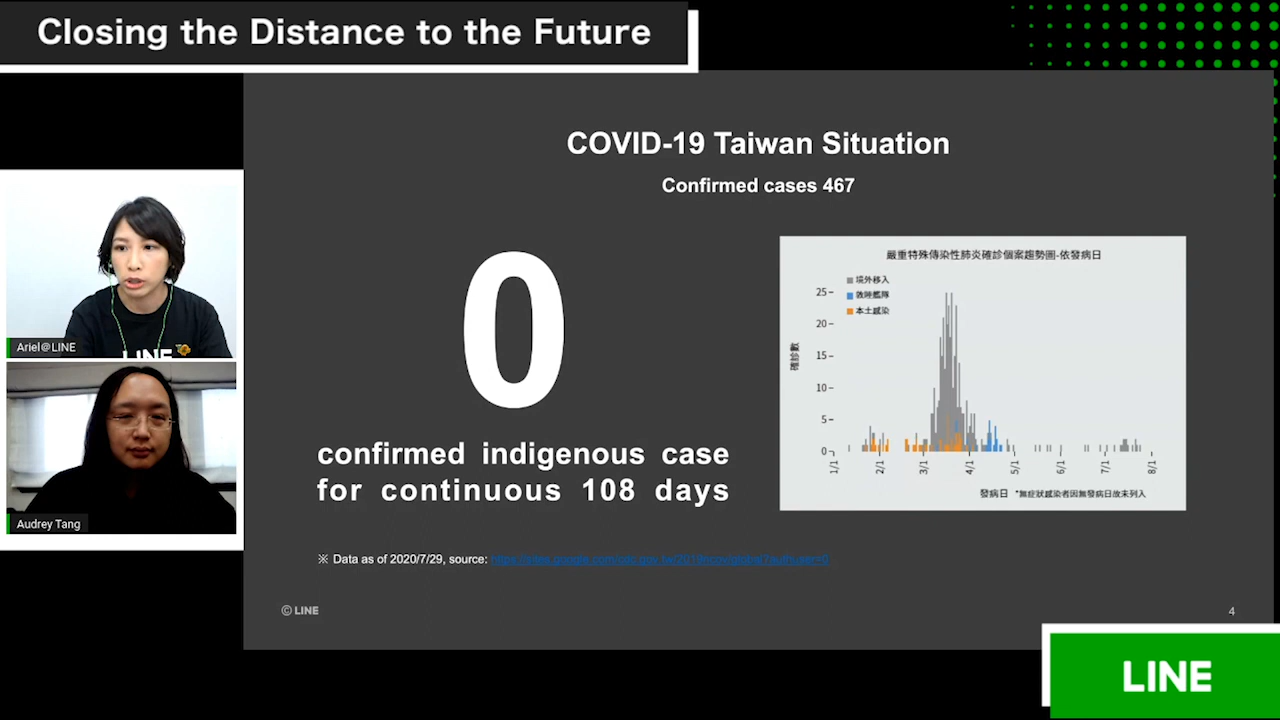 Closing the Distance to the Future
COVID-19 Taiwan Situation
Confirmed cases 467
0
confirmed indigenous case
for continuous 108 days
嚴重特殊傳染性肺炎確診個案趨勢圖-依發病日
境外移入
敦睦艦隊
本土感染
確診數
25
20
15
10
5
0
1/1 2/1 3/1 4/1 5/1 6/1 7/1 8/1
發病日 *無症狀感染者因無發病日故未列入
※ Data as of 2020/7/29, source:
© LINE
4
Ariel@LINE
LINE
Audrey Tang
LINE